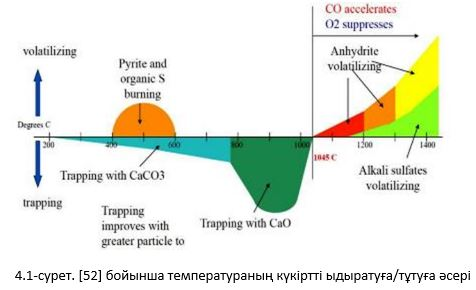 CO accelerates
O2 suppresses
volatilizing
Pyrite and
organic S
burning
Anhydrite
volatilizing
Degrees C
200
400
600
800
1000
1045 C
1200
1400
Trapping with CaCO3
Alkali sulfates
volatilizing
trapping
Trapping
improves with
greater particle to
Trapping with CaO
4.1-сурет. [52] бойынша температураның күкіртті ыдыратуға/тұтуға әсері